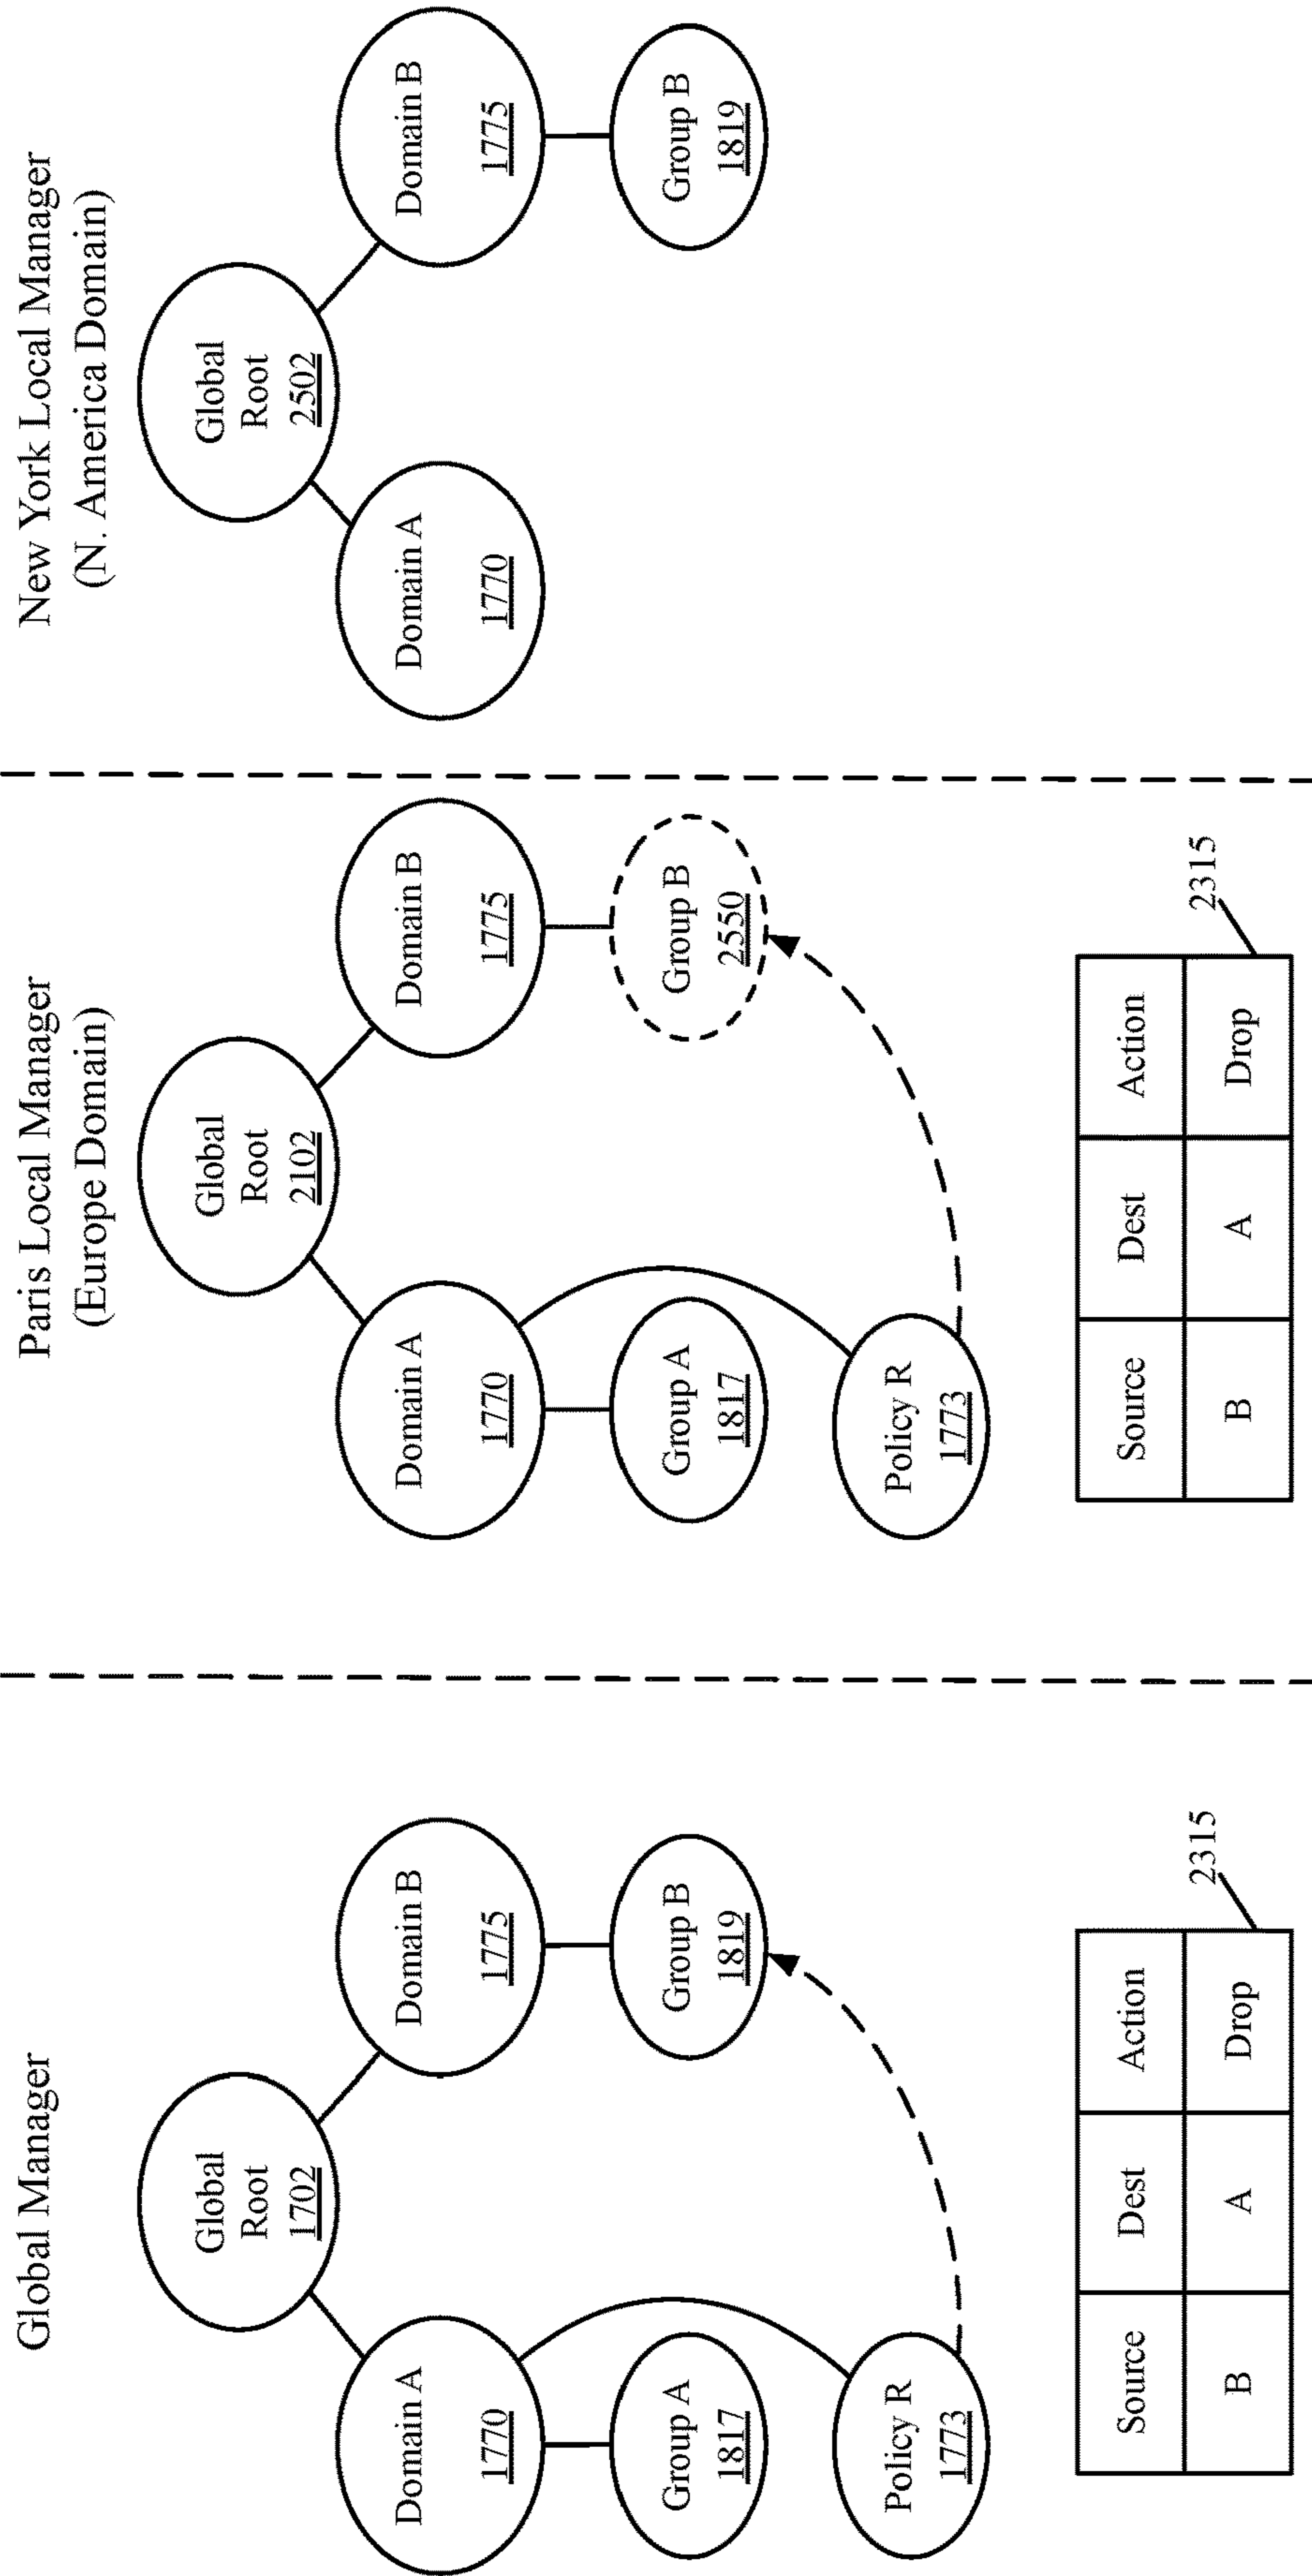 Global Manager
Global
Root
1702
Domain A
1770
Domain B
1775
Group A
1817
Group B
1819
Policy R
1773
2315
Source Dest Action
B A Drop
Paris Local Manager
(Europe Domain)
Global
Root
2102
Domain A
1770
Domain B
1775
Group A
1817
Group B
2550
Policy R
1773
2315
Source Dest Action
B A Drop
New York Local Manager
(N. America Domain)
Global
Root
2502
Domain A
1770
Domain B
1775
Group B
1819